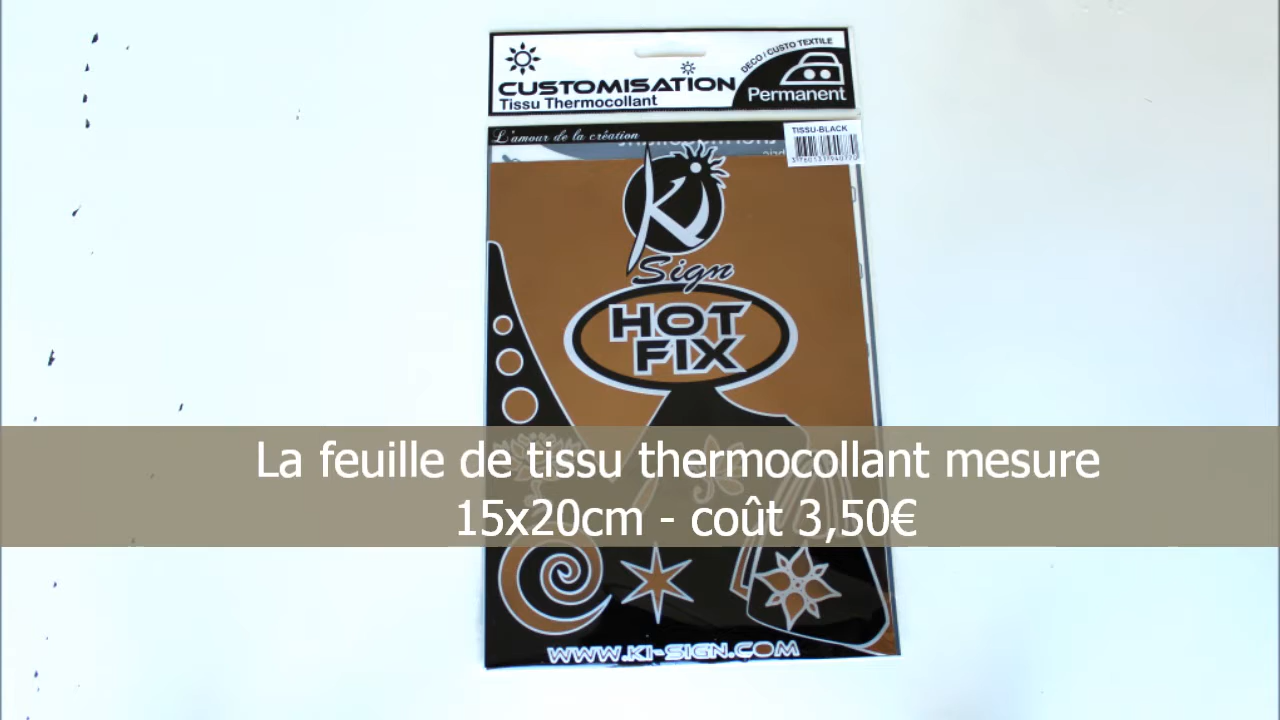 CUSTOMISATION
Tissu Thermocollant
DECO / CUSTO TEXTILE
Permanent
L'amour de la création
TISSU-BLACK
3760131940770
Ki
Sign
HOT
FIX
La feuille de tissu thermocollant mesure
15x20cm - coût 3,50€
WWW.KI-SIGN.COM